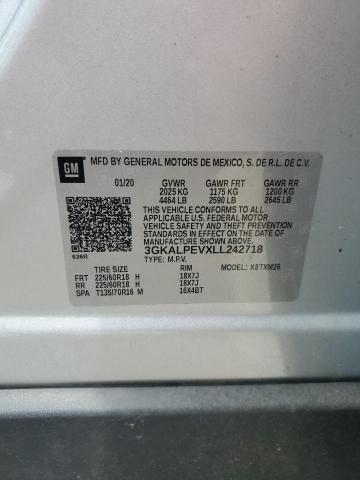 GM
MFD BY GENERAL MOTORS DE MEXICO, S. DE R.L. DE C.V.
01/20 GVWR GAWR FRT GAWR RR
2025 KG 1175 KG 1200 KG
4464 LB 2590 LB 2645 LB
THIS VEHICLE CONFORMS TO ALL
APPLICABLE U.S. FEDERAL MOTOR
VEHICLE SAFETY AND THEFT
PREVENTION STANDARDS IN EFFECT ON
THE DATE OF MANUFACTURE SHOWN ABOVE.
3GKALPEVXLL242718
636R TYPE: M.P.V.
TIRE SIZE RIM MODEL: X8TXM26
FRT 225/60R18 H 18X7J
RR 225/60R18 H 18X7J
SPA T135/70R16 M 16X4BT